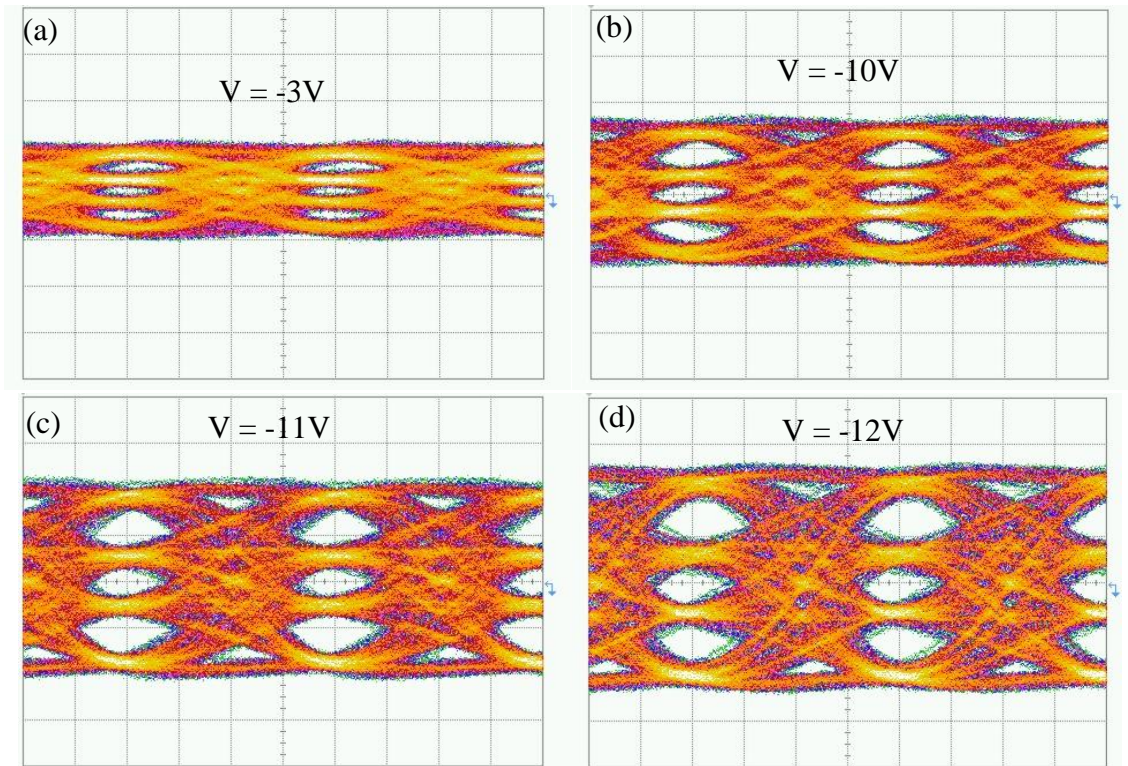 (a)
V = -3V
(b)
V = -10V
(c)
V = -11V
(d)
V = -12V